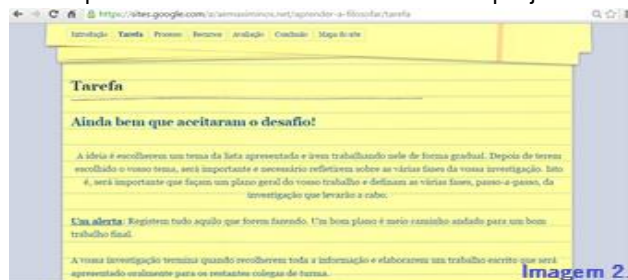 https://sites.google.com/a/aemaximinos.net/aprender-a-filosofar/tarefa
Introdução Tarefa Processo Recursos Avaliação Conclusão Mapa do site
Tarefa
Ainda bem que aceitaram o desafio!
A ideia é escolherem um tema da lista apresentada e irem trabalhando nele de forma gradual. Depois de terem
escolhido o vosso tema, será importante e necessário refletirem sobre as várias fases da vossa investigação. Isto
é, será importante que façam um plano geral do vosso trabalho e definam as várias fases, passo-a-passo, da
investigação que levarão a cabo.
Um alerta: Registem tudo aquilo que forem fazendo. Um bom plano é meio caminho andado para um bom
trabalho final.
A vossa investigação termina quando recolherem toda a informação e elaborarem um trabalho escrito que será
apresentado oralmente para os restantes colegas de turma.
Imagem 2